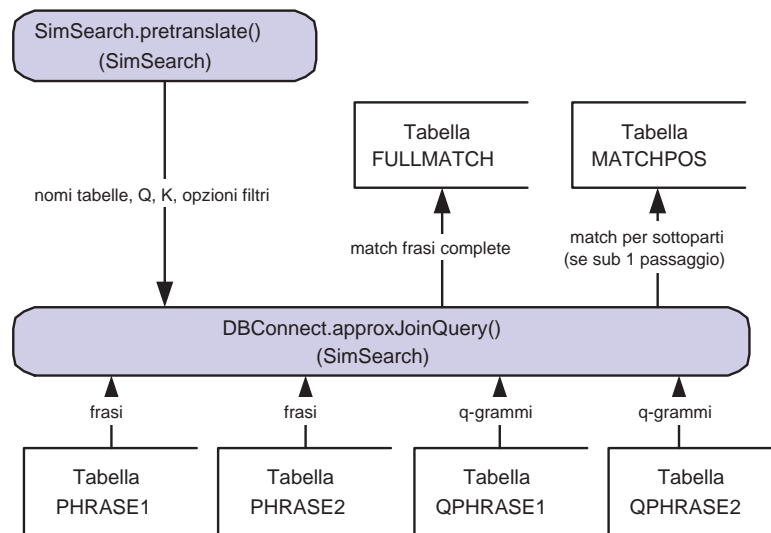 SimSearch.pretranslate()
(SimSearch)
Tabella
FULLMATCH
Tabella
MATCHPOS
nomi tabelle, Q, K, opzioni filtri
match frasi complete
match per sottoparti
(se sub 1 passaggio)
DBConnect.approxJoinQuery()
(SimSearch)
frasi
frasi
q-grammi
q-grammi
Tabella
PHRASE1
Tabella
PHRASE2
Tabella
QPHRASE1
Tabella
QPHRASE2